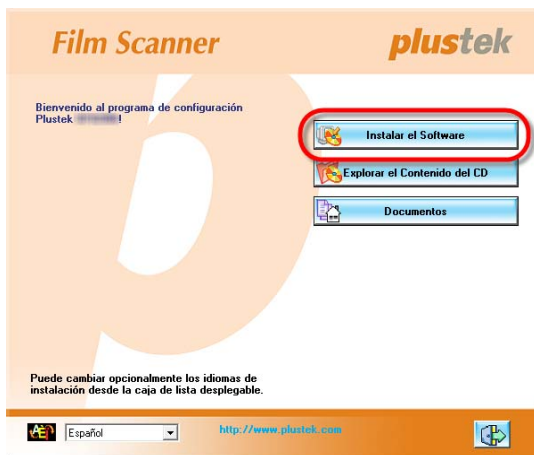 Film Scanner
plustek
Bienvenido al programa de configuración
Plustek !
Instalar el Software
Explorar el Contenido del CD
Documentos
Puede cambiar opcionalmente los idiomas de
instalación desde la caja de lista desplegable.
Español
http://www.plustek.com